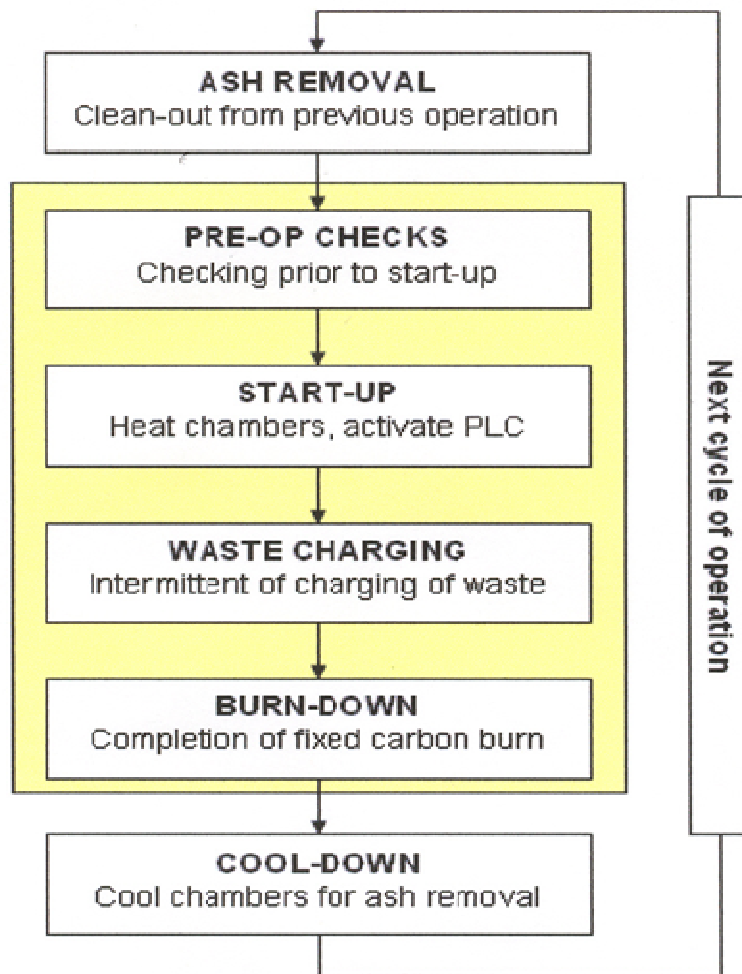 ASH REMOVAL
Clean-out from previous operation
PRE-OP CHECKS
Checking prior to start-up
START-UP
Heat chambers, activate PLC
WASTE CHARGING
Intermittent of charging of waste
BURN-DOWN
Completion of fixed carbon burn
COOL-DOWN
Cool chambers for ash removal
Next cycle of operation